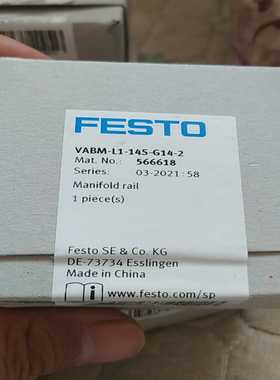 FESTO
VABM-L1-14S-G14-2
Mat. No.: 566618
Series: 03-2021:58
Manifold rail
1 piece(s)
Festo SE & Co. KG
DE-73734 Esslingen
Made in China
www.festo.com/sp